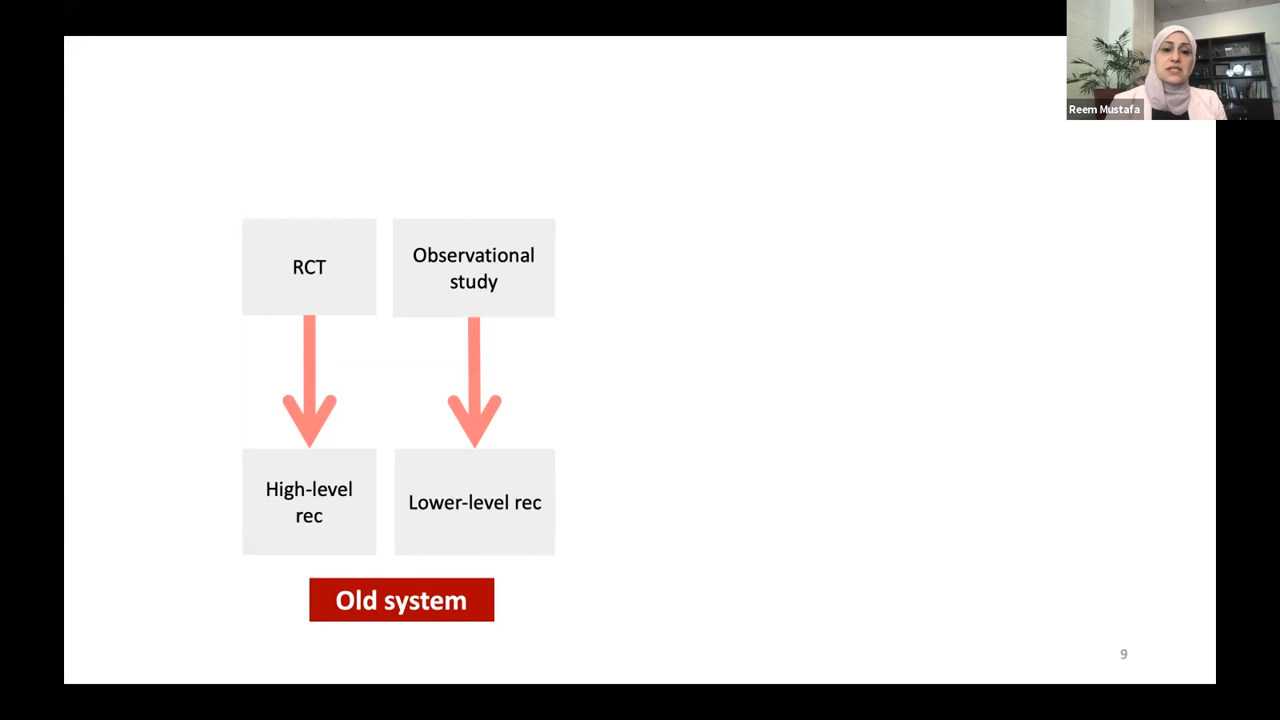 Reem Mustafa
RCT
Observational
study
High-level
rec
Lower-level rec
Old system
9